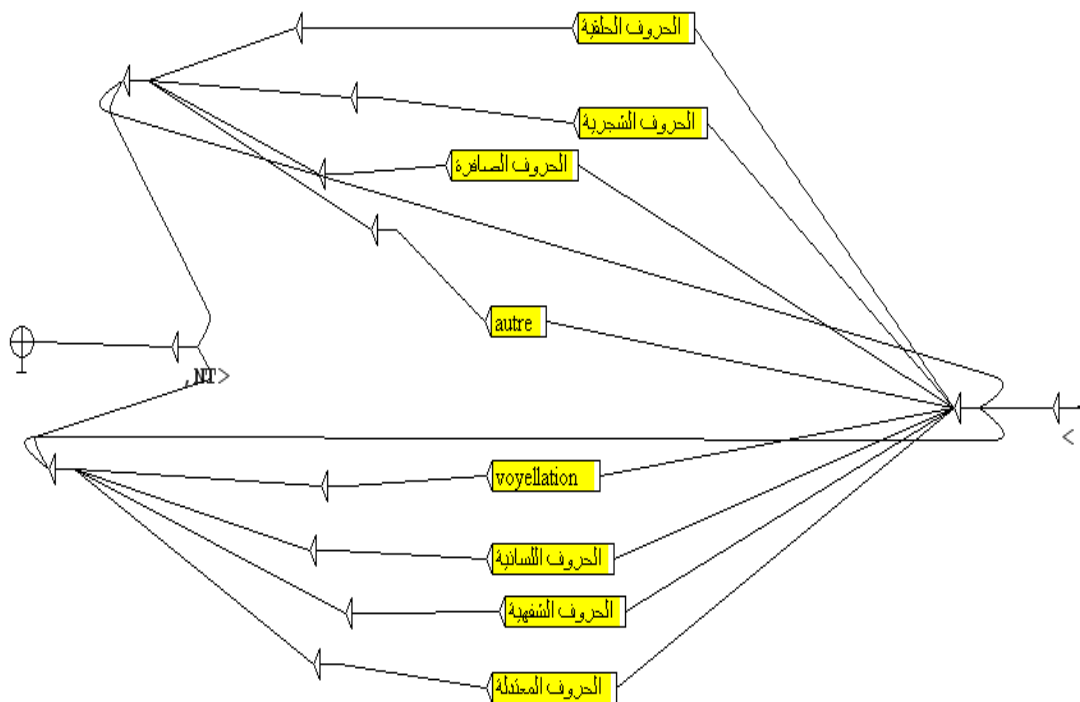 الحروف الحلقية
الحروف الشجرية
الحروف الصافرة
autre
,NT>
<
voyellation
الحروف اللسانية
الحروف الشفهية
الحروف المعتدلة